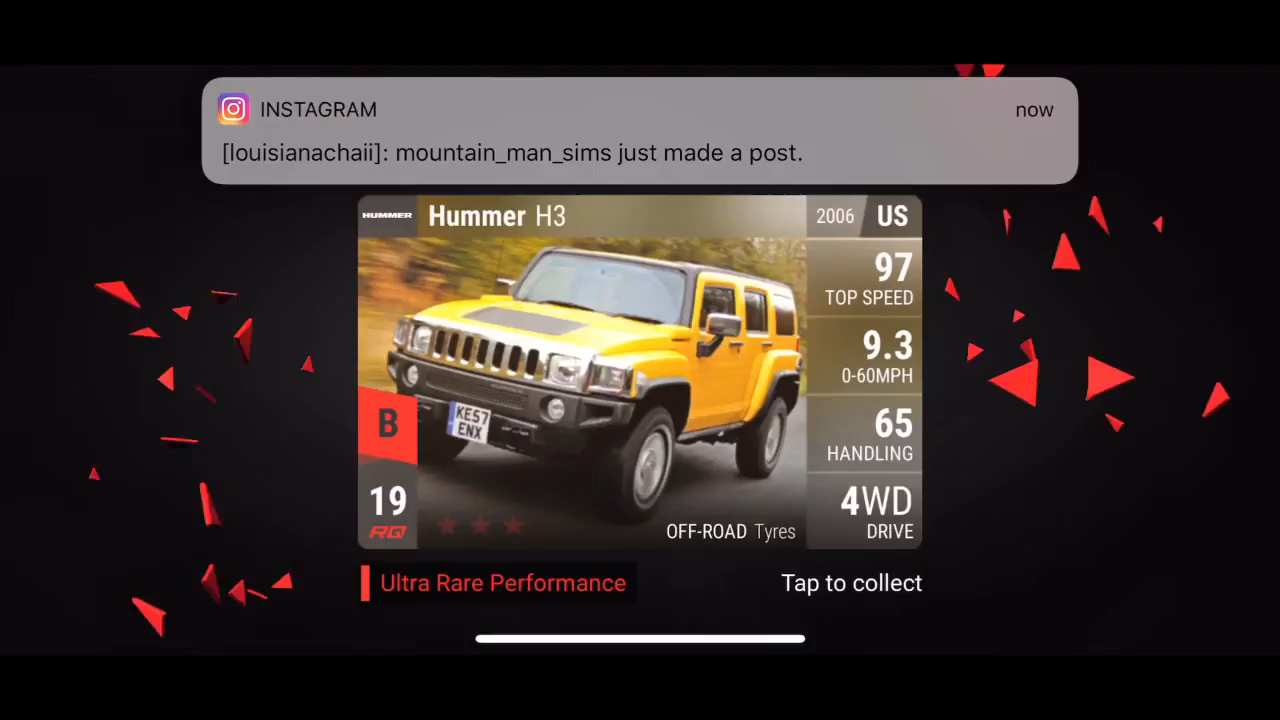 INSTAGRAM now
[louisianachaii]: mountain_man_sims just made a post.
HUMMER Hummer H3 2006 US
97
TOP SPEED
9.3
0-60MPH
65
HANDLING
4WD
DRIVE
B
19
RQ
KE57
ENX
OFF-ROAD Tyres
Ultra Rare Performance Tap to collect